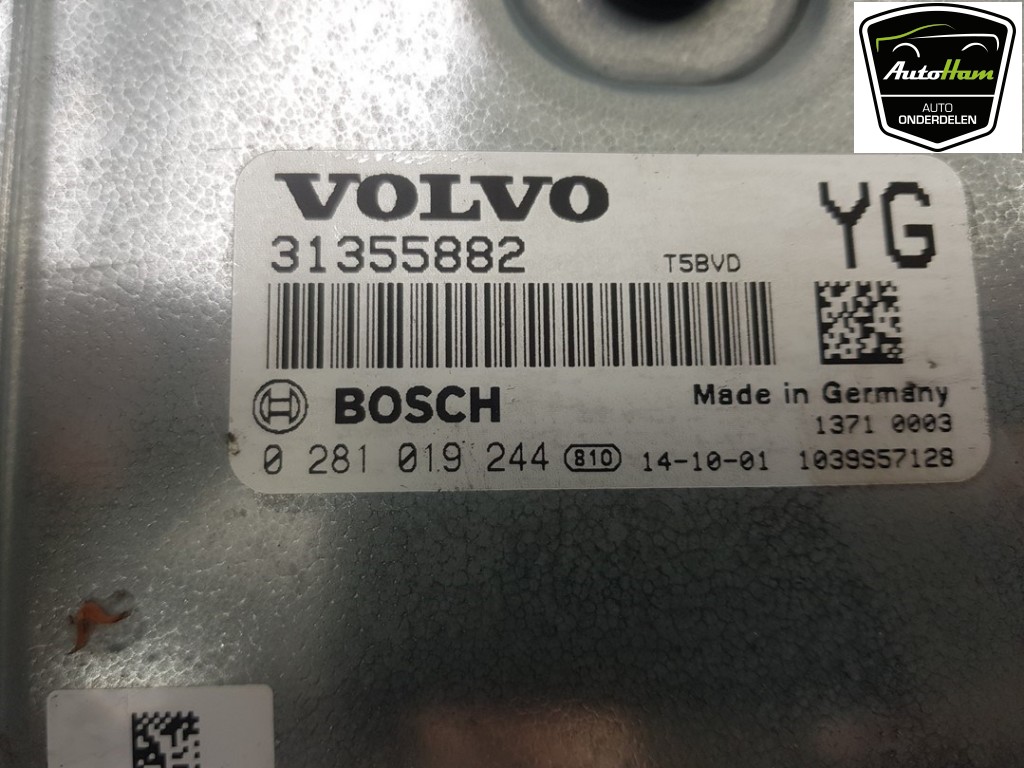 AutoHam
AUTO
ONDERDELEN
VOLVO
YG
31355882
T5BVD
BOSCH
Made in Germany
1371 0003
0 281 019 244 810 14-10-01 1039S57128